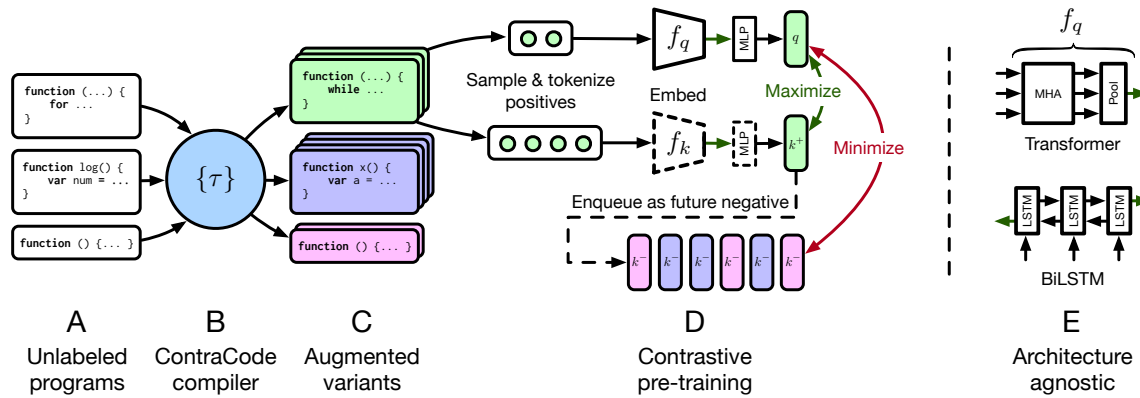 function (...) {
for ...
}
function log() {
var num = ...
}
function () {... }
{τ}
function (...) {
while ...
}
function x() {
var a = ...
}
function () {... }
Sample & tokenize
positives
f_q
MLP
q
Embed
Maximize
f_k
MLP
k⁺
Minimize
Enqueue as future negative
k⁻ k⁻ k⁻ k⁻ k⁻ k⁻
f_q
MHA
Pool
Transformer
LSTM LSTM LSTM
BiLSTM
A
Unlabeled
programs
B
ContraCode
compiler
C
Augmented
variants
D
Contrastive
pre-training
E
Architecture
agnostic